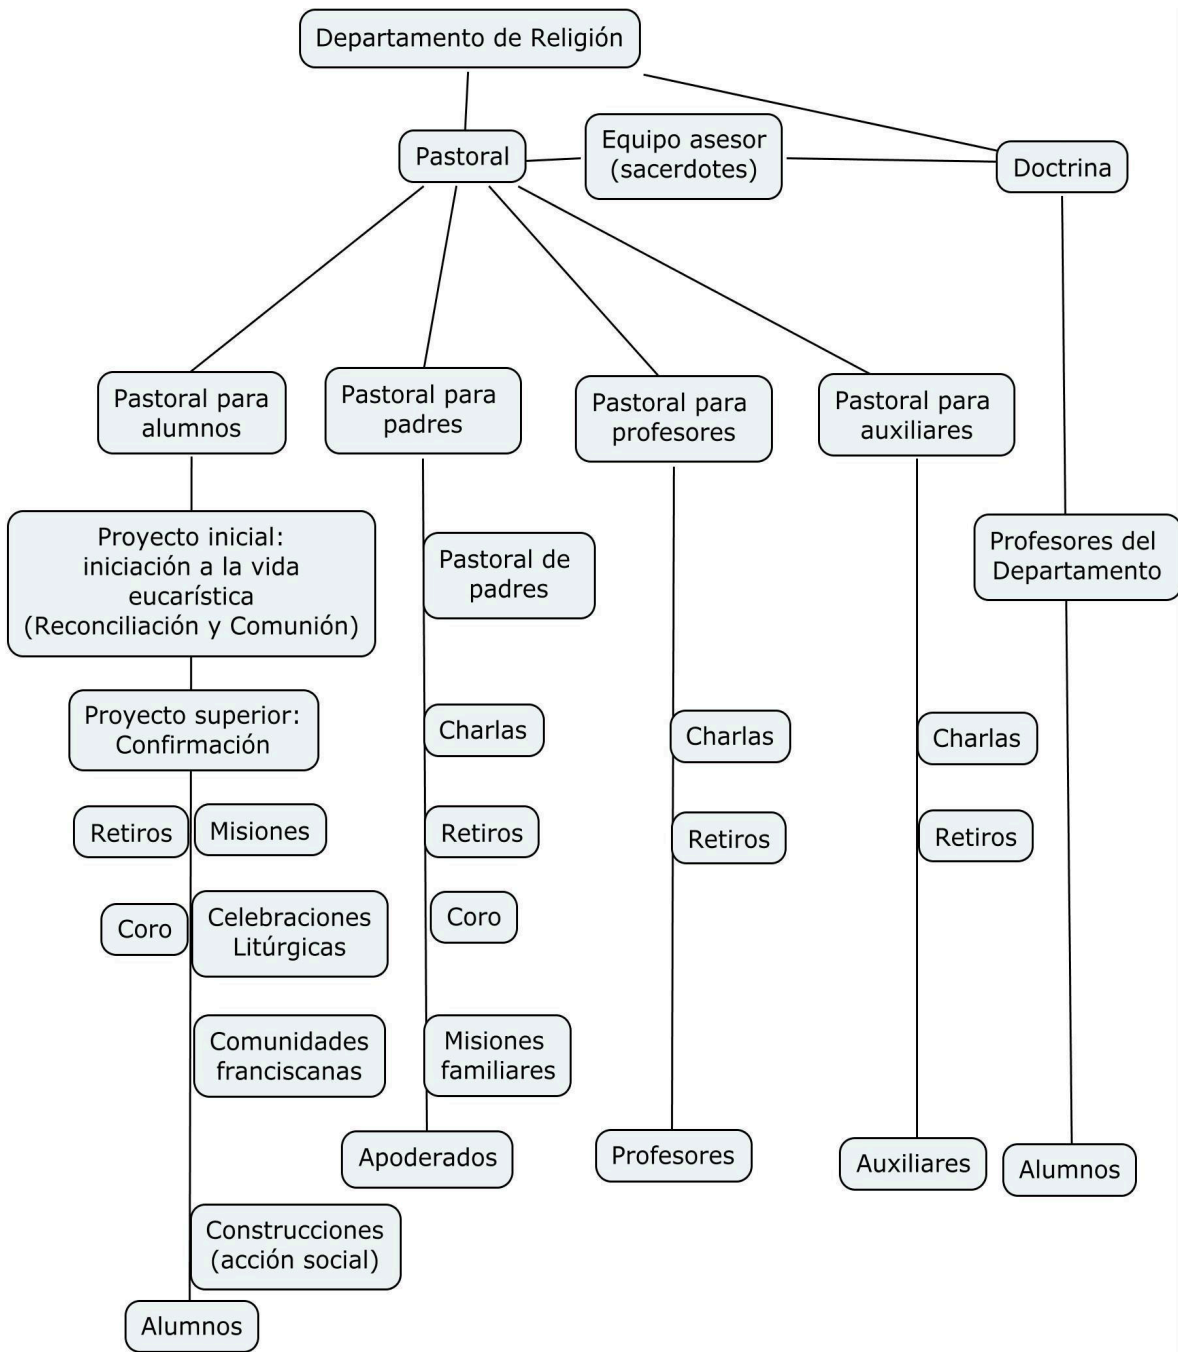 Departamento de Religión
Pastoral
Equipo asesor
(sacerdotes)
Doctrina
Pastoral para
alumnos
Pastoral para
padres
Pastoral para
profesores
Pastoral para
auxiliares
Proyecto inicial:
iniciación a la vida
eucarística
(Reconciliación y Comunión)
Pastoral de
padres
Profesores del
Departamento
Proyecto superior:
Confirmación
Charlas
Charlas
Charlas
Retiros
Misiones
Retiros
Retiros
Retiros
Coro
Celebraciones
Litúrgicas
Coro
Comunidades
franciscanas
Misiones
familiares
Apoderados
Profesores
Auxiliares
Alumnos
Construcciones
(acción social)
Alumnos